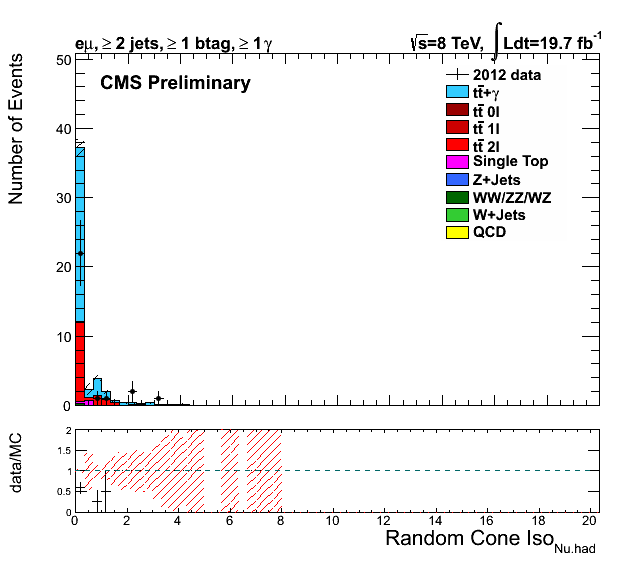 eμ, ≥ 2 jets, ≥ 1 btag, ≥ 1γ
√s=8 TeV, ∫Ldt=19.7 fb⁻¹
CMS Preliminary
2012 data
tt̄+γ
tt̄ 0l
tt̄ 1l
tt̄ 2l
Single Top
Z+Jets
WW/ZZ/WZ
W+Jets
QCD
Number of Events
50
40
30
20
10
0
data/MC
2
1.5
1
0.5
0
0 2 4 6 8 10 12 14 16 18 20
Random Cone Iso_Nu.had